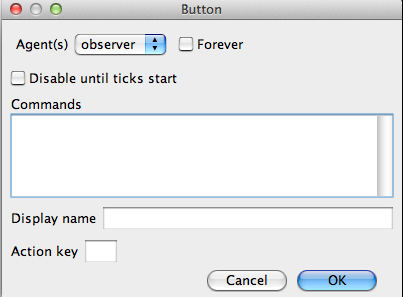 Button
Agent(s) observer Forever
Disable until ticks start
Commands
Display name
Action key
Cancel OK